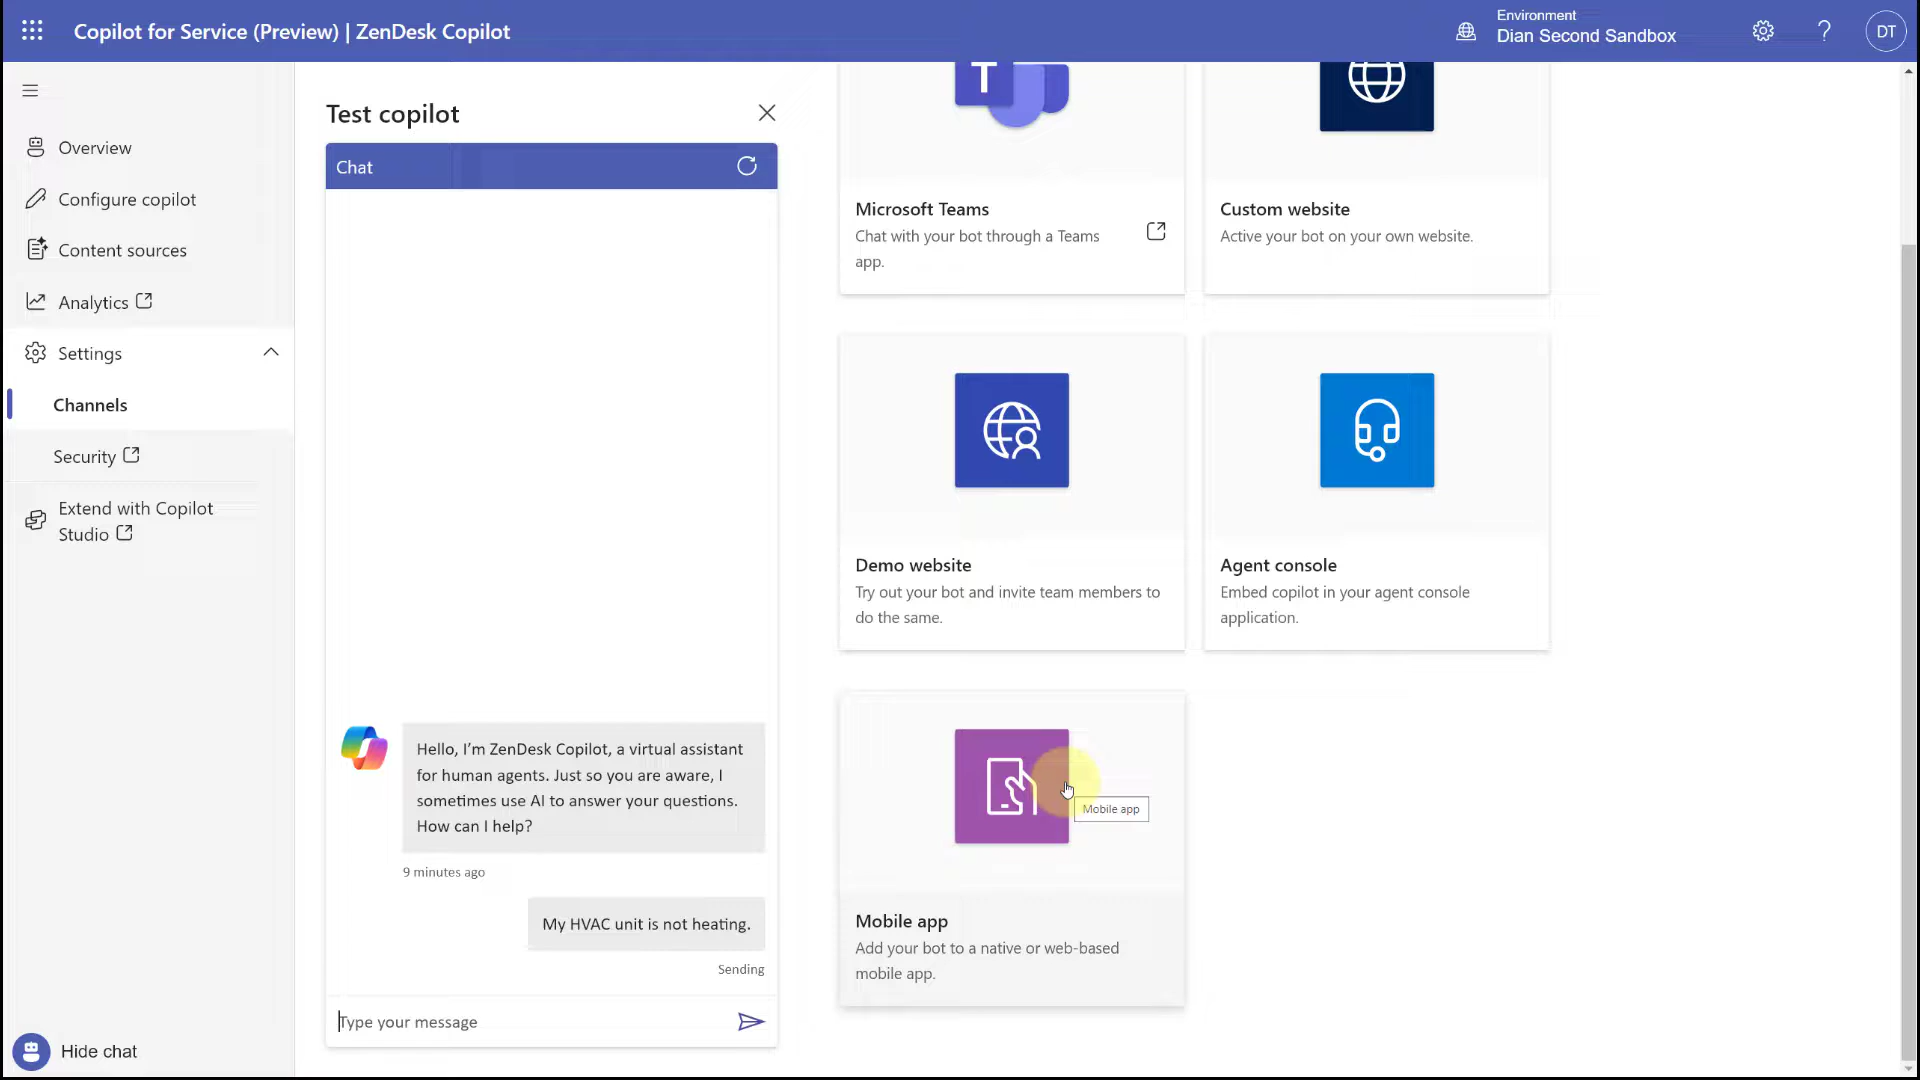 Copilot for Service (Preview) | ZenDesk Copilot
Environment
Dian Second Sandbox
?
DT
Overview
Configure copilot
Content sources
Analytics
Settings
Channels
Security
Extend with Copilot
Studio
Hide chat
Test copilot
Chat
Hello, I'm ZenDesk Copilot, a virtual assistant
for human agents. Just so you are aware, I
sometimes use AI to answer your questions.
How can I help?
9 minutes ago
My HVAC unit is not heating.
Sending
Type your message
T
Microsoft Teams
Chat with your bot through a Teams
app.
Custom website
Active your bot on your own website.
Demo website
Try out your bot and invite team members to
do the same.
Agent console
Embed copilot in your agent console
application.
Mobile app
Mobile app
Add your bot to a native or web-based
mobile app.